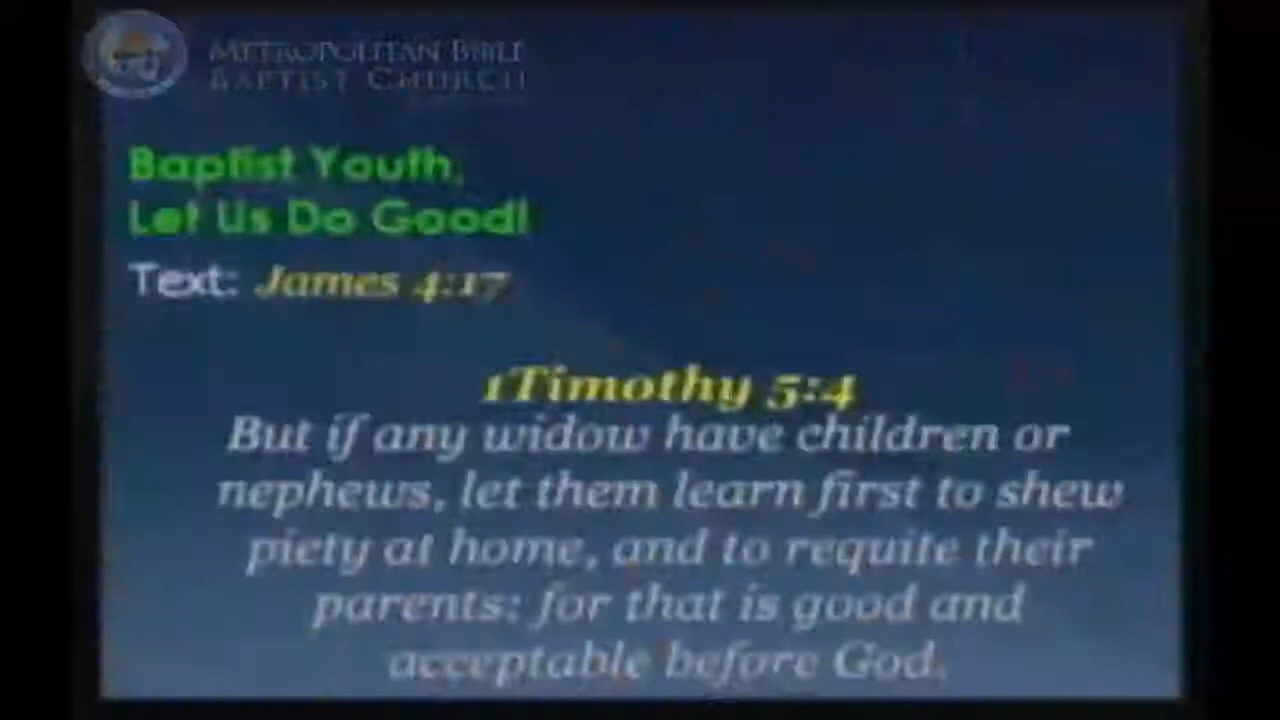 METROPOLITAN BIBLE
BAPTIST CHURCH
Baptist Youth,
Let Us Do Good!
Text: James 4:17
1Timothy 5:4
But if any widow have children or
nephews, let them learn first to shew
piety at home, and to requite their
parents: for that is good and
acceptable before God.